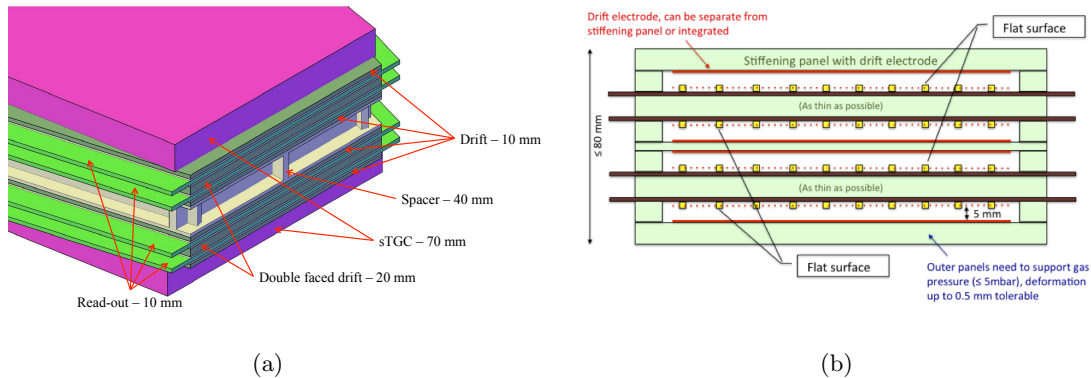 Drift – 10 mm
Spacer – 40 mm
sTGC – 70 mm
Double faced drift – 20 mm
Read-out – 10 mm
(a)
Drift electrode, can be separate from
stiffening panel or integrated
Flat surface
Stiffening panel with drift electrode
(As thin as possible)
≤ 80 mm
(As thin as possible)
5 mm
Flat surface
Outer panels need to support gas
pressure (≤ 5mbar), deformation
up to 0.5 mm tolerable
(b)